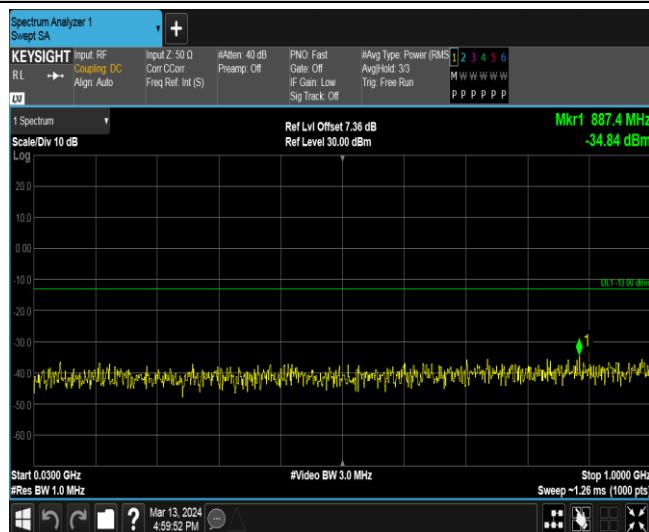 Spectrum Analyzer 1
Swept SA
+
KEYSIGHT
RL
LXI
Input: RF
Coupling: DC
Align: Auto
Input Z: 50 Ω
Corr CCorr
Freq Ref: Int (S)
#Atten: 40 dB
Preamp: Off
PNO: Fast
Gate: Off
IF Gain: Low
Sig Track: Off
#Avg Type: Power (RMS
Avg|Hold: 3/3
Trig: Free Run
1 2 3 4 5 6
M W W W W W
P P P P P P
1 Spectrum
Scale/Div 10 dB
Log
Ref Lvl Offset 7.36 dB
Ref Level 30.00 dBm
Mkr1 887.4 MHz
-34.84 dBm
20.0
10.0
0.00
-10.0
DL1 -13.00 dBm
-20.0
-30.0
1
-40.0
-50.0
-60.0
Start 0.0300 GHz
#Res BW 1.0 MHz
#Video BW 3.0 MHz
Stop 1.0000 GHz
Sweep ~1.26 ms (1000 pts)
?
Mar 13, 2024
4:59:52 PM